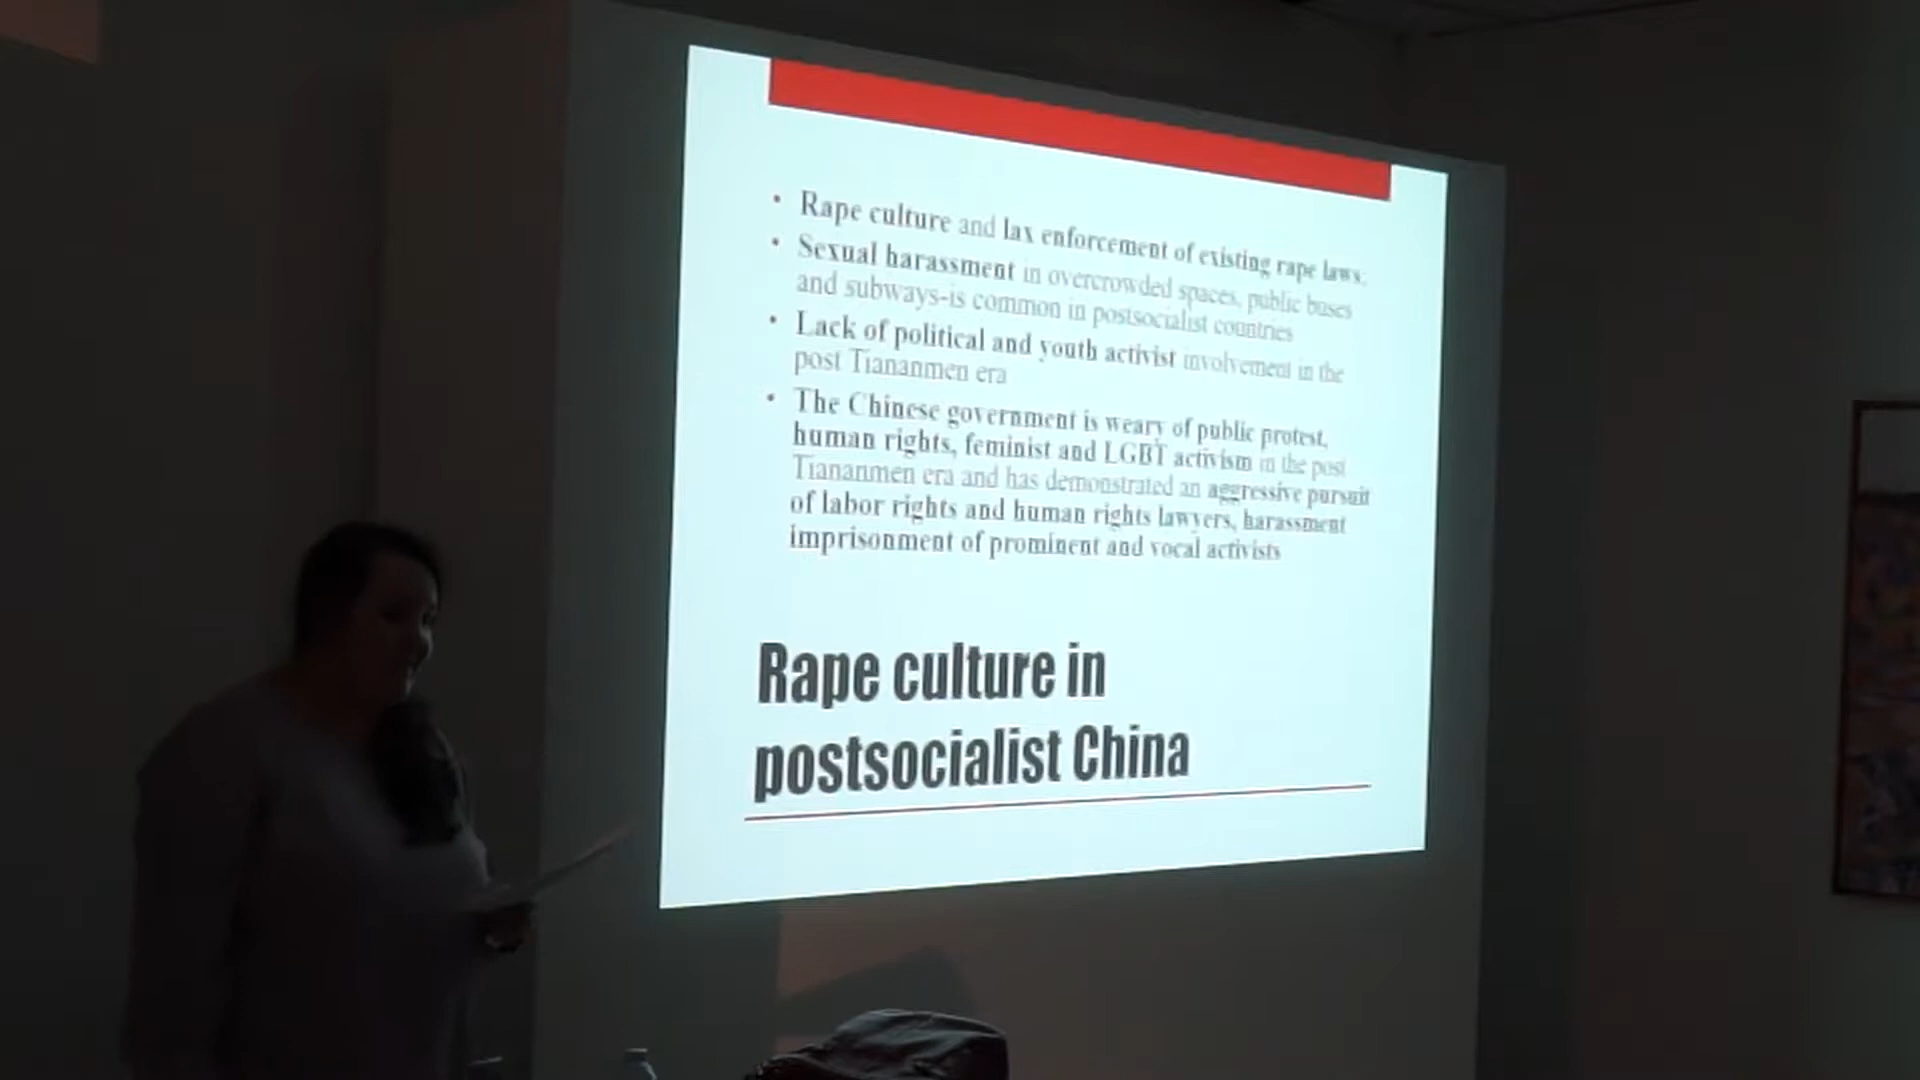 • Rape culture and lax enforcement of existing rape laws;
• Sexual harassment in overcrowded spaces, public buses
and subways-is common in postsocialist countries
• Lack of political and youth activist involvement in the
post Tiananmen era
• The Chinese government is weary of public protest,
human rights, feminist and LGBT activism in the post
Tiananmen era and has demonstrated an aggressive pursuit
of labor rights and human rights lawyers, harassment
imprisonment of prominent and vocal activists
Rape culture in
postsocialist China